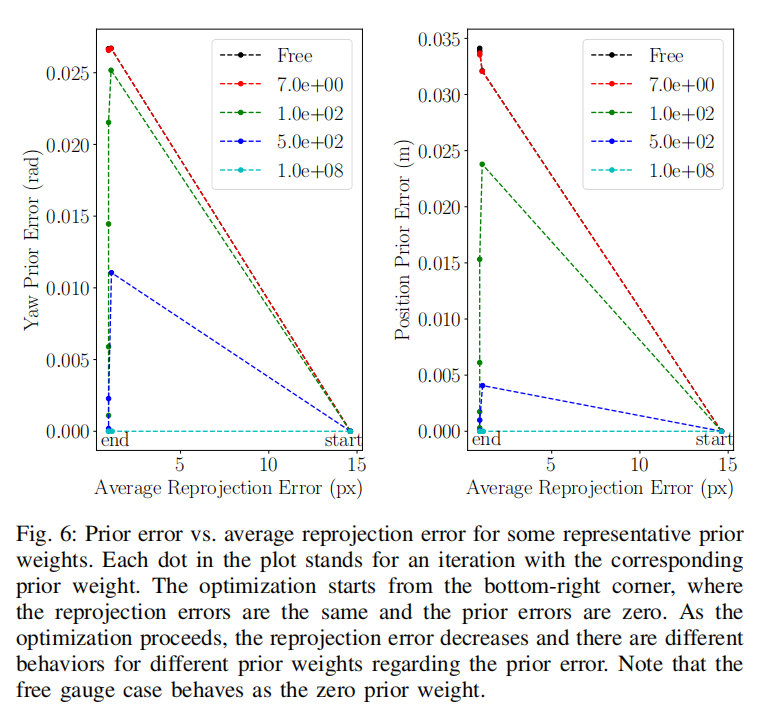 Free
7.0e+00
1.0e+02
5.0e+02
1.0e+08
0.025
0.020
0.015
0.010
0.005
0.000
Yaw Prior Error (rad)
end
start
5
10
15
Average Reprojection Error (px)
Free
7.0e+00
1.0e+02
5.0e+02
1.0e+08
0.035
0.030
0.025
0.020
0.015
0.010
0.005
0.000
Position Prior Error (m)
end
start
5
10
15
Average Reprojection Error (px)
Fig. 6: Prior error vs. average reprojection error for some representative prior
weights. Each dot in the plot stands for an iteration with the corresponding
prior weight. The optimization starts from the bottom-right corner, where
the reprojection errors are the same and the prior errors are zero. As the
optimization proceeds, the reprojection error decreases and there are different
behaviors for different prior weights regarding the prior error. Note that the
free gauge case behaves as the zero prior weight.